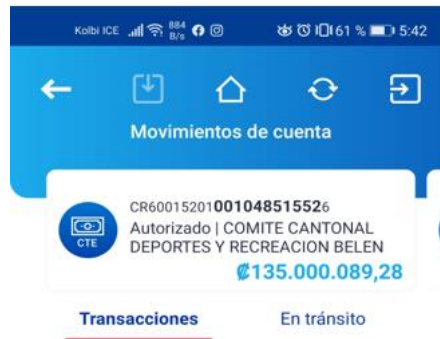 Kolbi ICE 884 B/s 61 % 5:42
Movimientos de cuenta
CR60015201001048515526
Autorizado | COMITE CANTONAL
CTE
DEPORTES Y RECREACION BELEN
₡135.000.089,28
Transacciones En tránsito